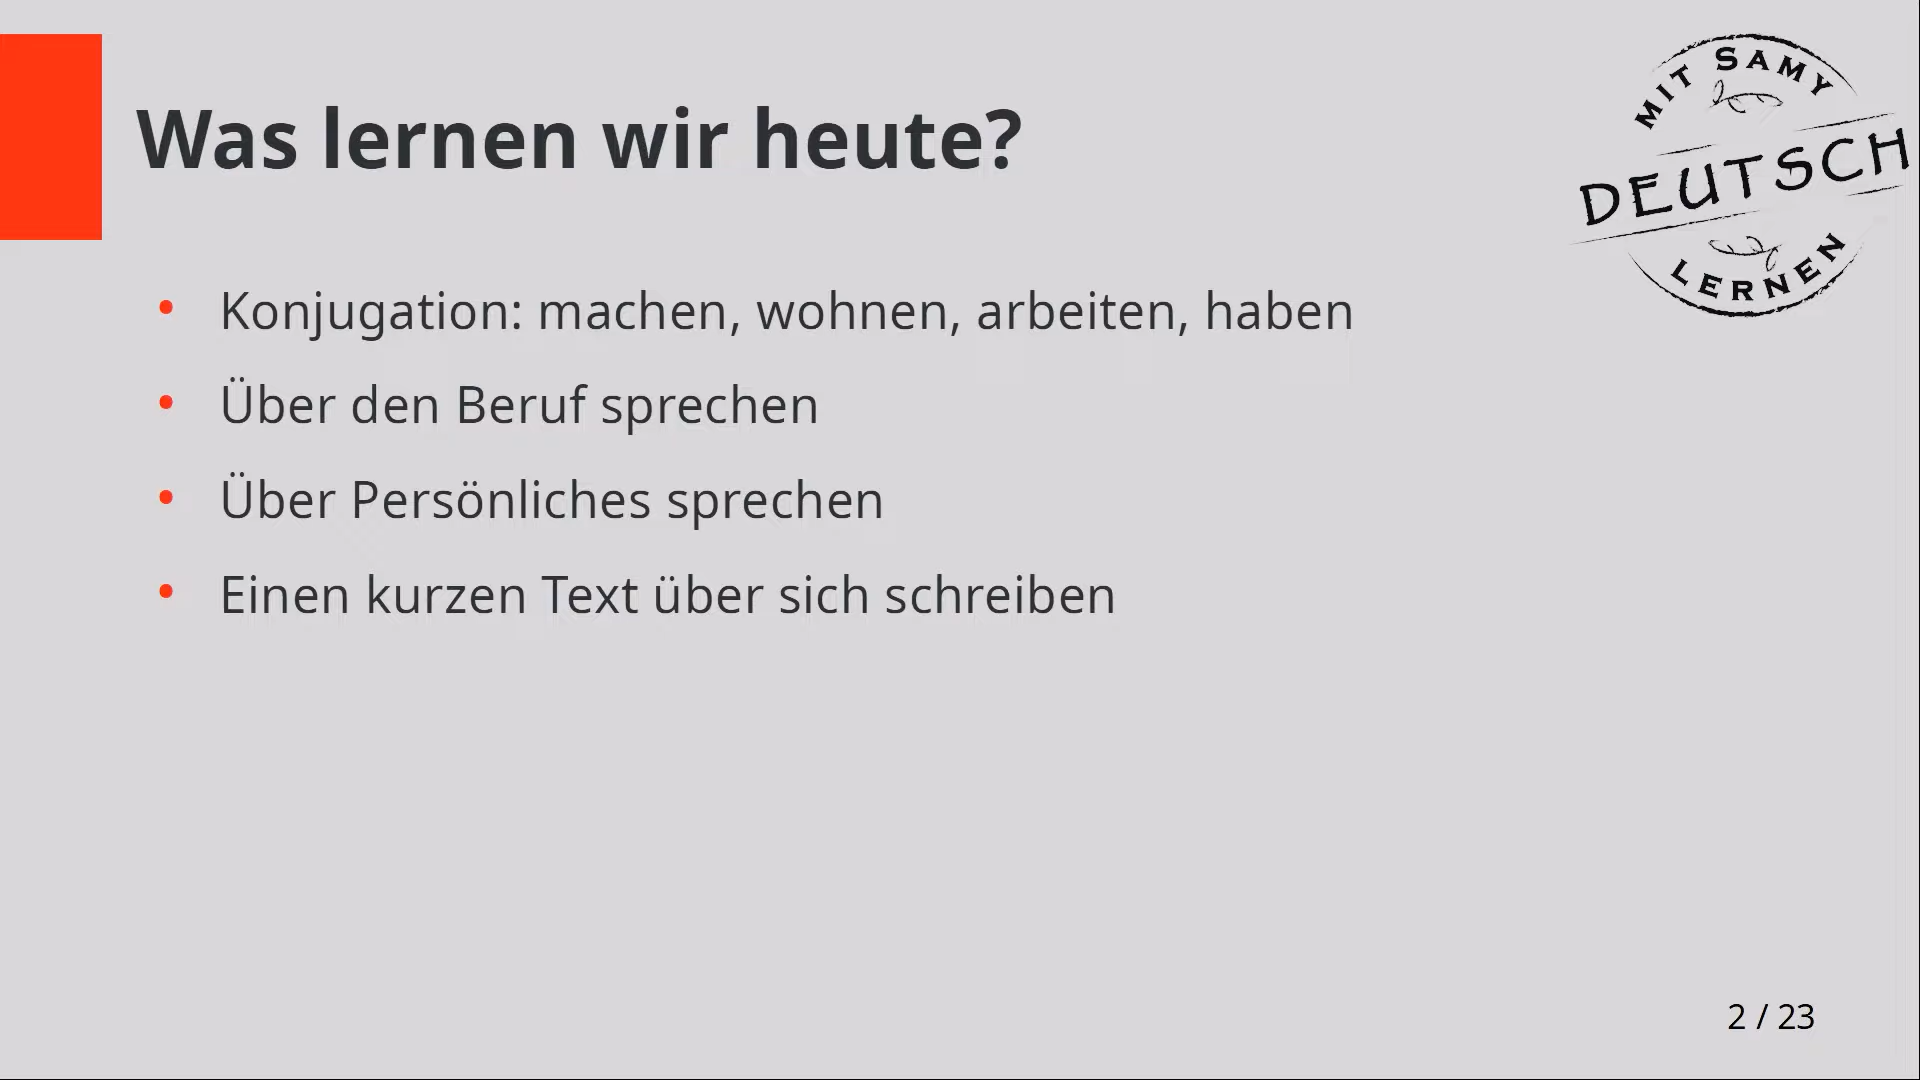 Was lernen wir heute?
MIT SAMY
DEUTSCH
LERNEN
• Konjugation: machen, wohnen, arbeiten, haben
• Über den Beruf sprechen
• Über Persönliches sprechen
• Einen kurzen Text über sich schreiben
2 / 23